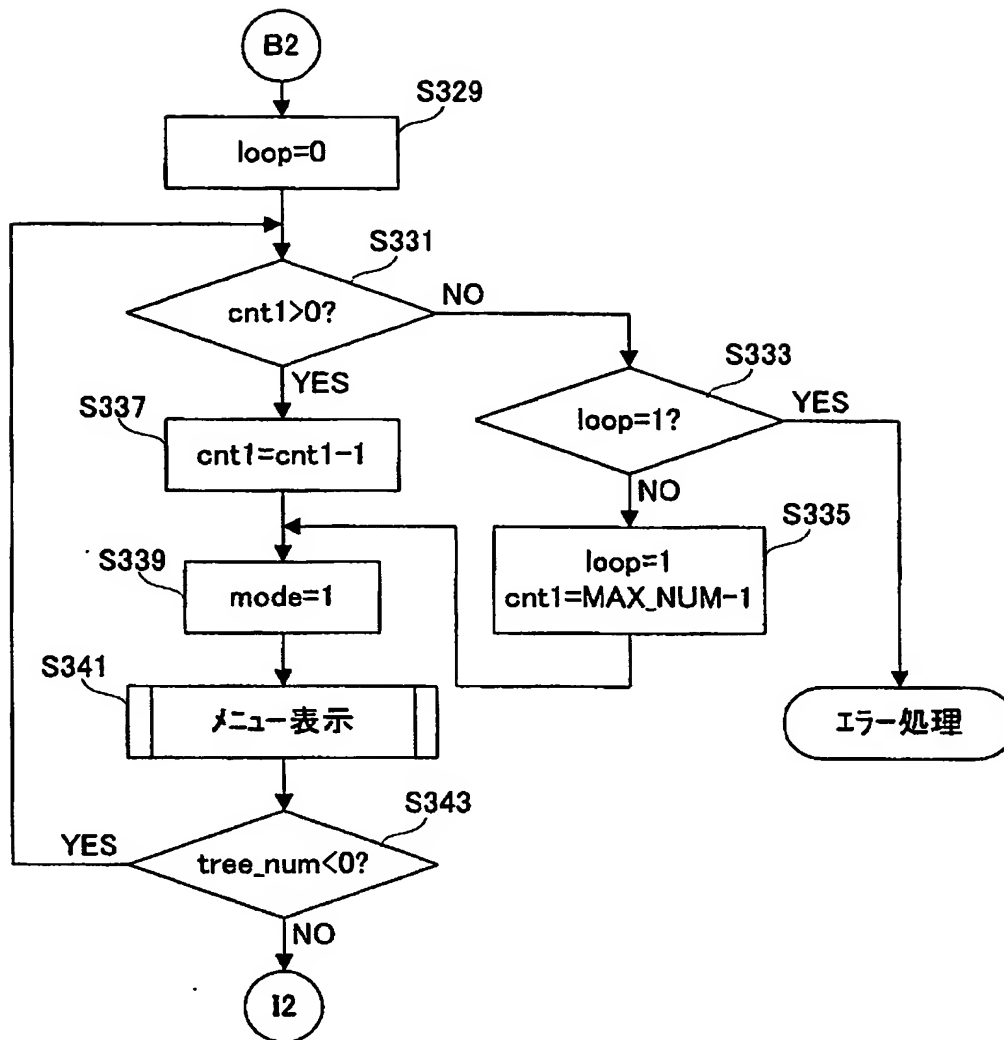 B2
S329
loop=0
S331
cnt1>0?
NO
YES
S333
loop=1?
YES
NO
S337
cnt1=cnt1-1
S335
loop=1
cnt1=MAX_NUM-1
S339
mode=1
S341
メニュー表示
エラー処理
S343
tree_num<0?
YES
NO
I2